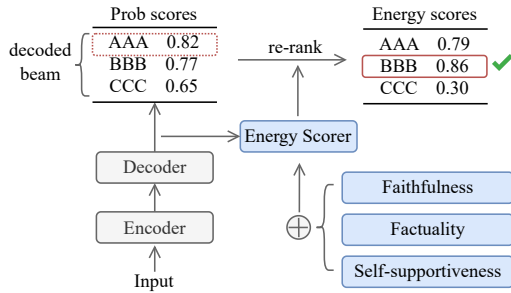 Prob scores
Energy scores
decoded
beam
AAA 0.82
BBB 0.77
CCC 0.65
re-rank
AAA 0.79
BBB 0.86
CCC 0.30
Energy Scorer
Decoder
Encoder
Input
Faithfulness
Factuality
Self-supportiveness